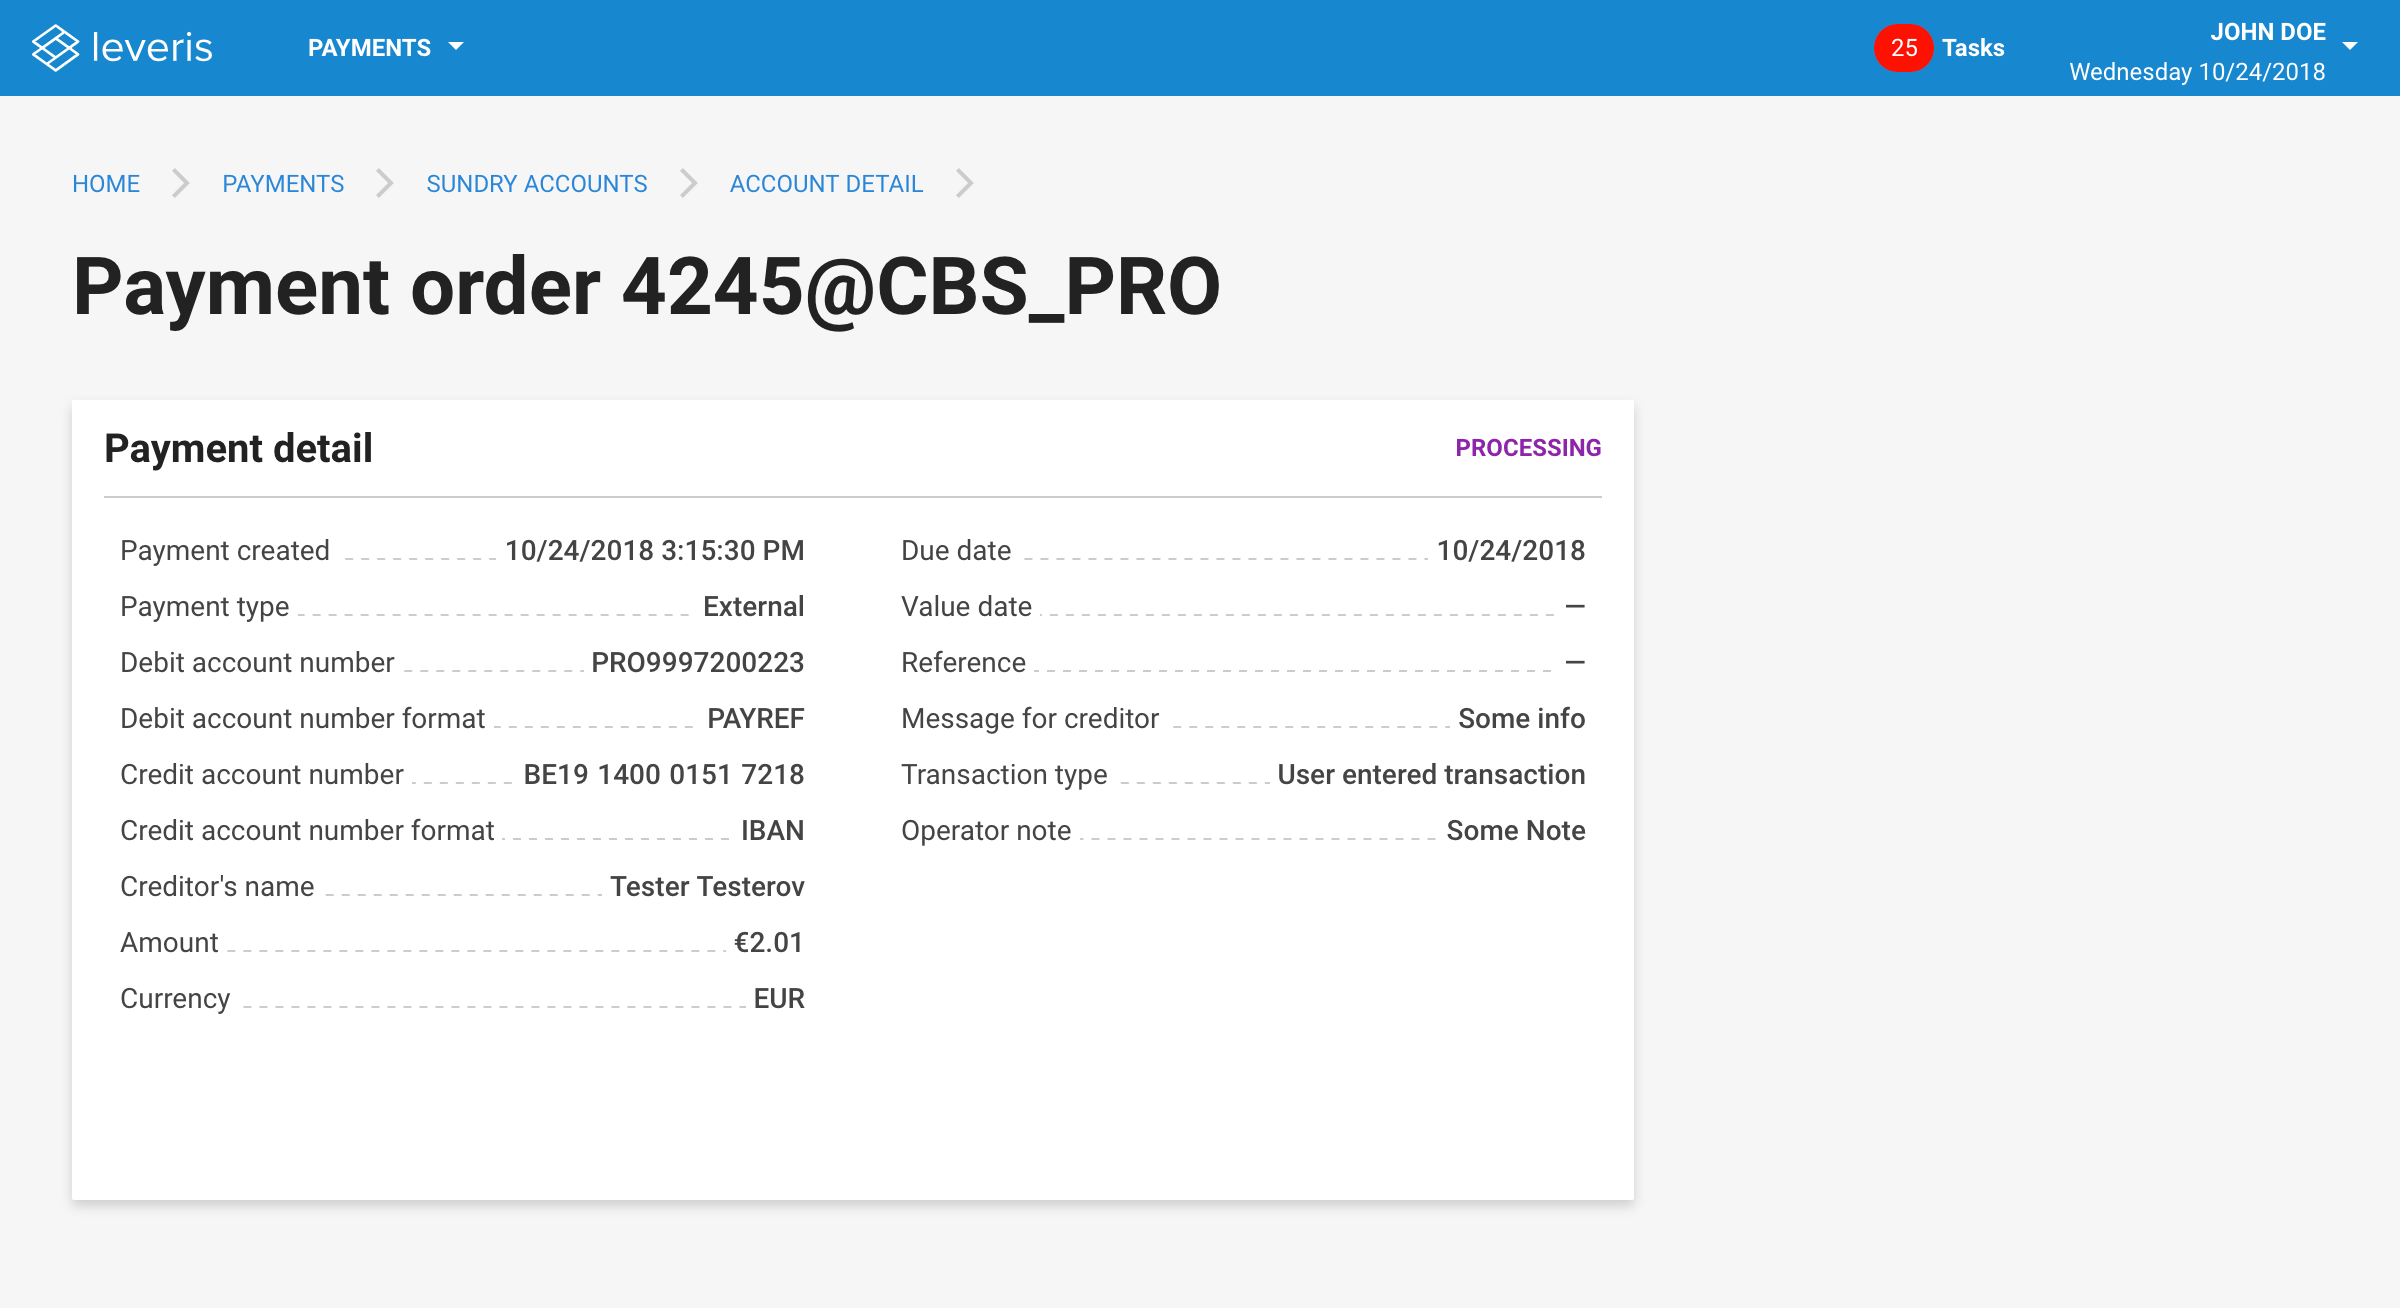 leveris PAYMENTS 25 Tasks JOHN DOE
Wednesday 10/24/2018
HOME PAYMENTS SUNDRY ACCOUNTS ACCOUNT DETAIL
Payment order 4245@CBS_PRO
Payment detail PROCESSING
Payment created 10/24/2018 3:15:30 PM
Payment type External
Debit account number PRO9997200223
Debit account number format PAYREF
Credit account number BE19 1400 0151 7218
Credit account number format IBAN
Creditor's name Tester Testerov
Amount €2.01
Currency EUR
Due date 10/24/2018
Value date –
Reference –
Message for creditor Some info
Transaction type User entered transaction
Operator note Some Note